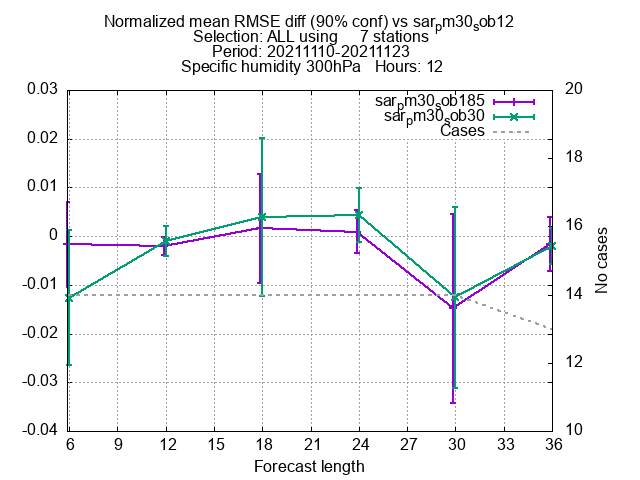 Normalized mean RMSE diff (90% conf) vs sarpm30sob12
Selection: ALL using 7 stations
Period: 20211110-20211123
Specific humidity 300hPa Hours: 12
sarpm30sob185
sarpm30sob30
Cases
0.03
0.02
0.01
0
-0.01
-0.02
-0.03
-0.04
20
18
16
14
12
10
No cases
6 9 12 15 18 21 24 27 30 33 36
Forecast length